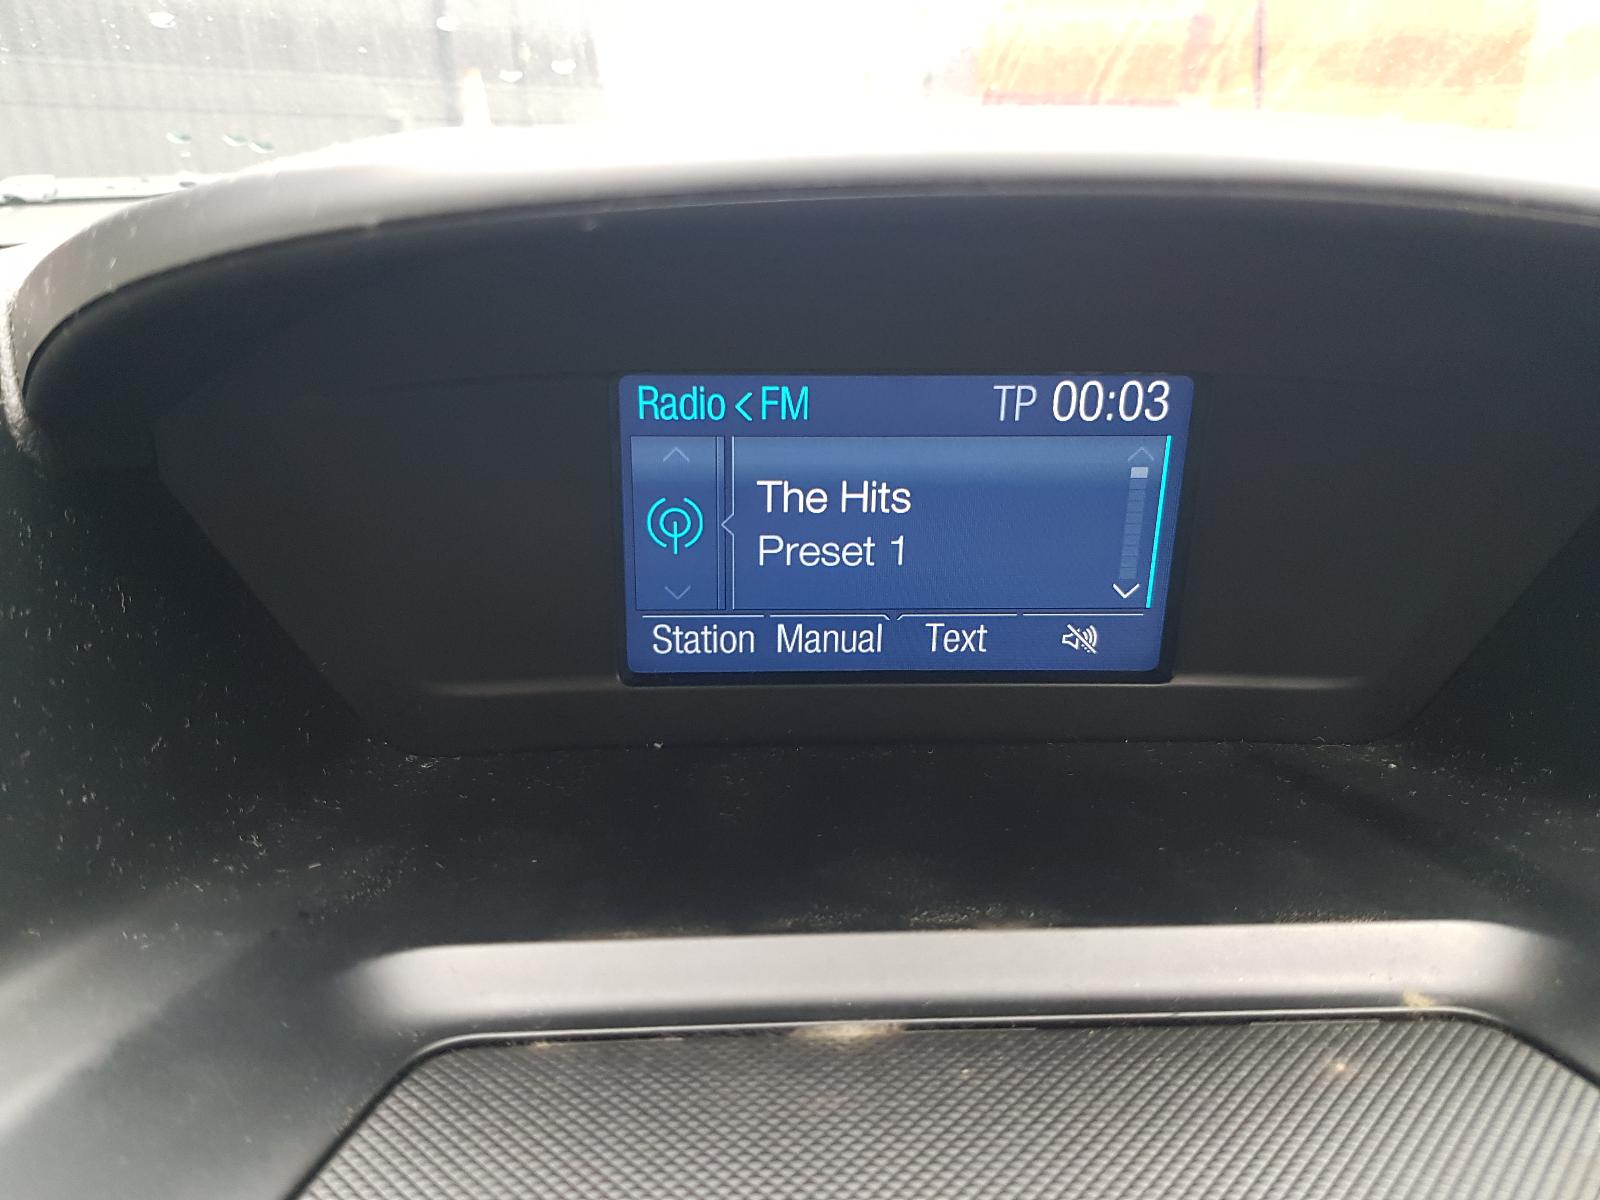 Radio < FM TP 00:03
The Hits
Preset 1
Station Manual Text